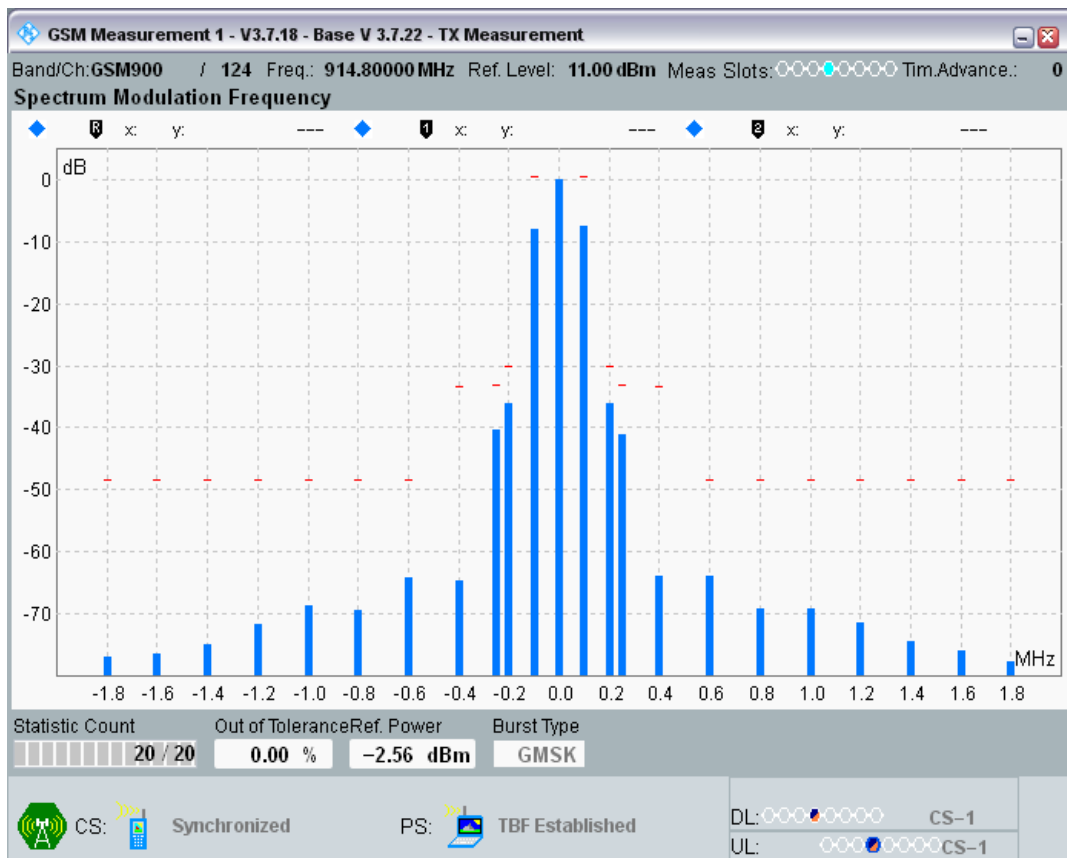 GSM Measurement 1 - V3.7.18 - Base V 3.7.22 - TX Measurement
Band/Ch:GSM900 / 124 Freq.: 914.80000 MHz Ref. Level: 11.00 dBm Meas Slots: Tim.Advance.: 0
Spectrum Modulation Frequency
R x: y: --- 1 x: y: --- 2 x: y: ---
dB
0
-10
-20
-30
-40
-50
-60
-70
MHz
-1.8 -1.6 -1.4 -1.2 -1.0 -0.8 -0.6 -0.4 -0.2 0.0 0.2 0.4 0.6 0.8 1.0 1.2 1.4 1.6 1.8
Statistic Count Out of Tolerance Ref. Power Burst Type
20 / 20 0.00 % −2.56 dBm GMSK
CS: Synchronized PS: TBF Established DL: CS−1
UL: CS−1